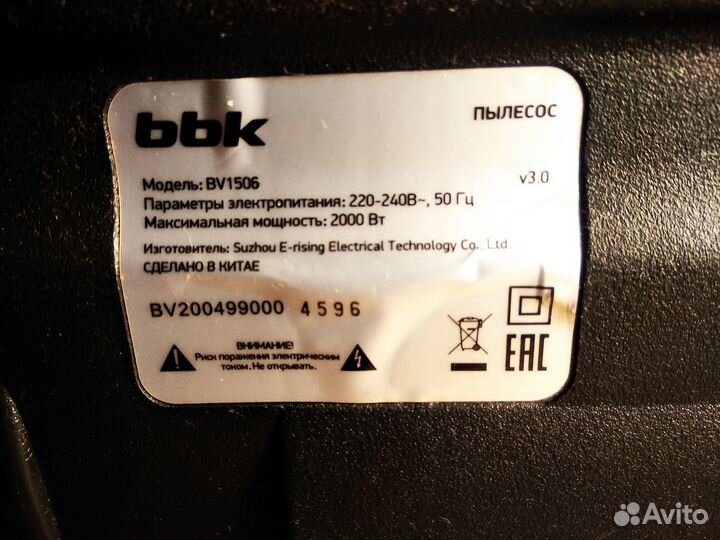 bbk
ПЫЛЕСОС
Модель: BV1506
v3.0
Параметры электропитания: 220-240В~, 50 Гц
Максимальная мощность: 2000 Вт
Изготовитель: Suzhou E-rising Electrical Technology Co., Ltd.
СДЕЛАНО В КИТАЕ
BV200499000 4596
ВНИМАНИЕ!
Риск поражения электрическим
током. Не открывать.
EAC
Avito